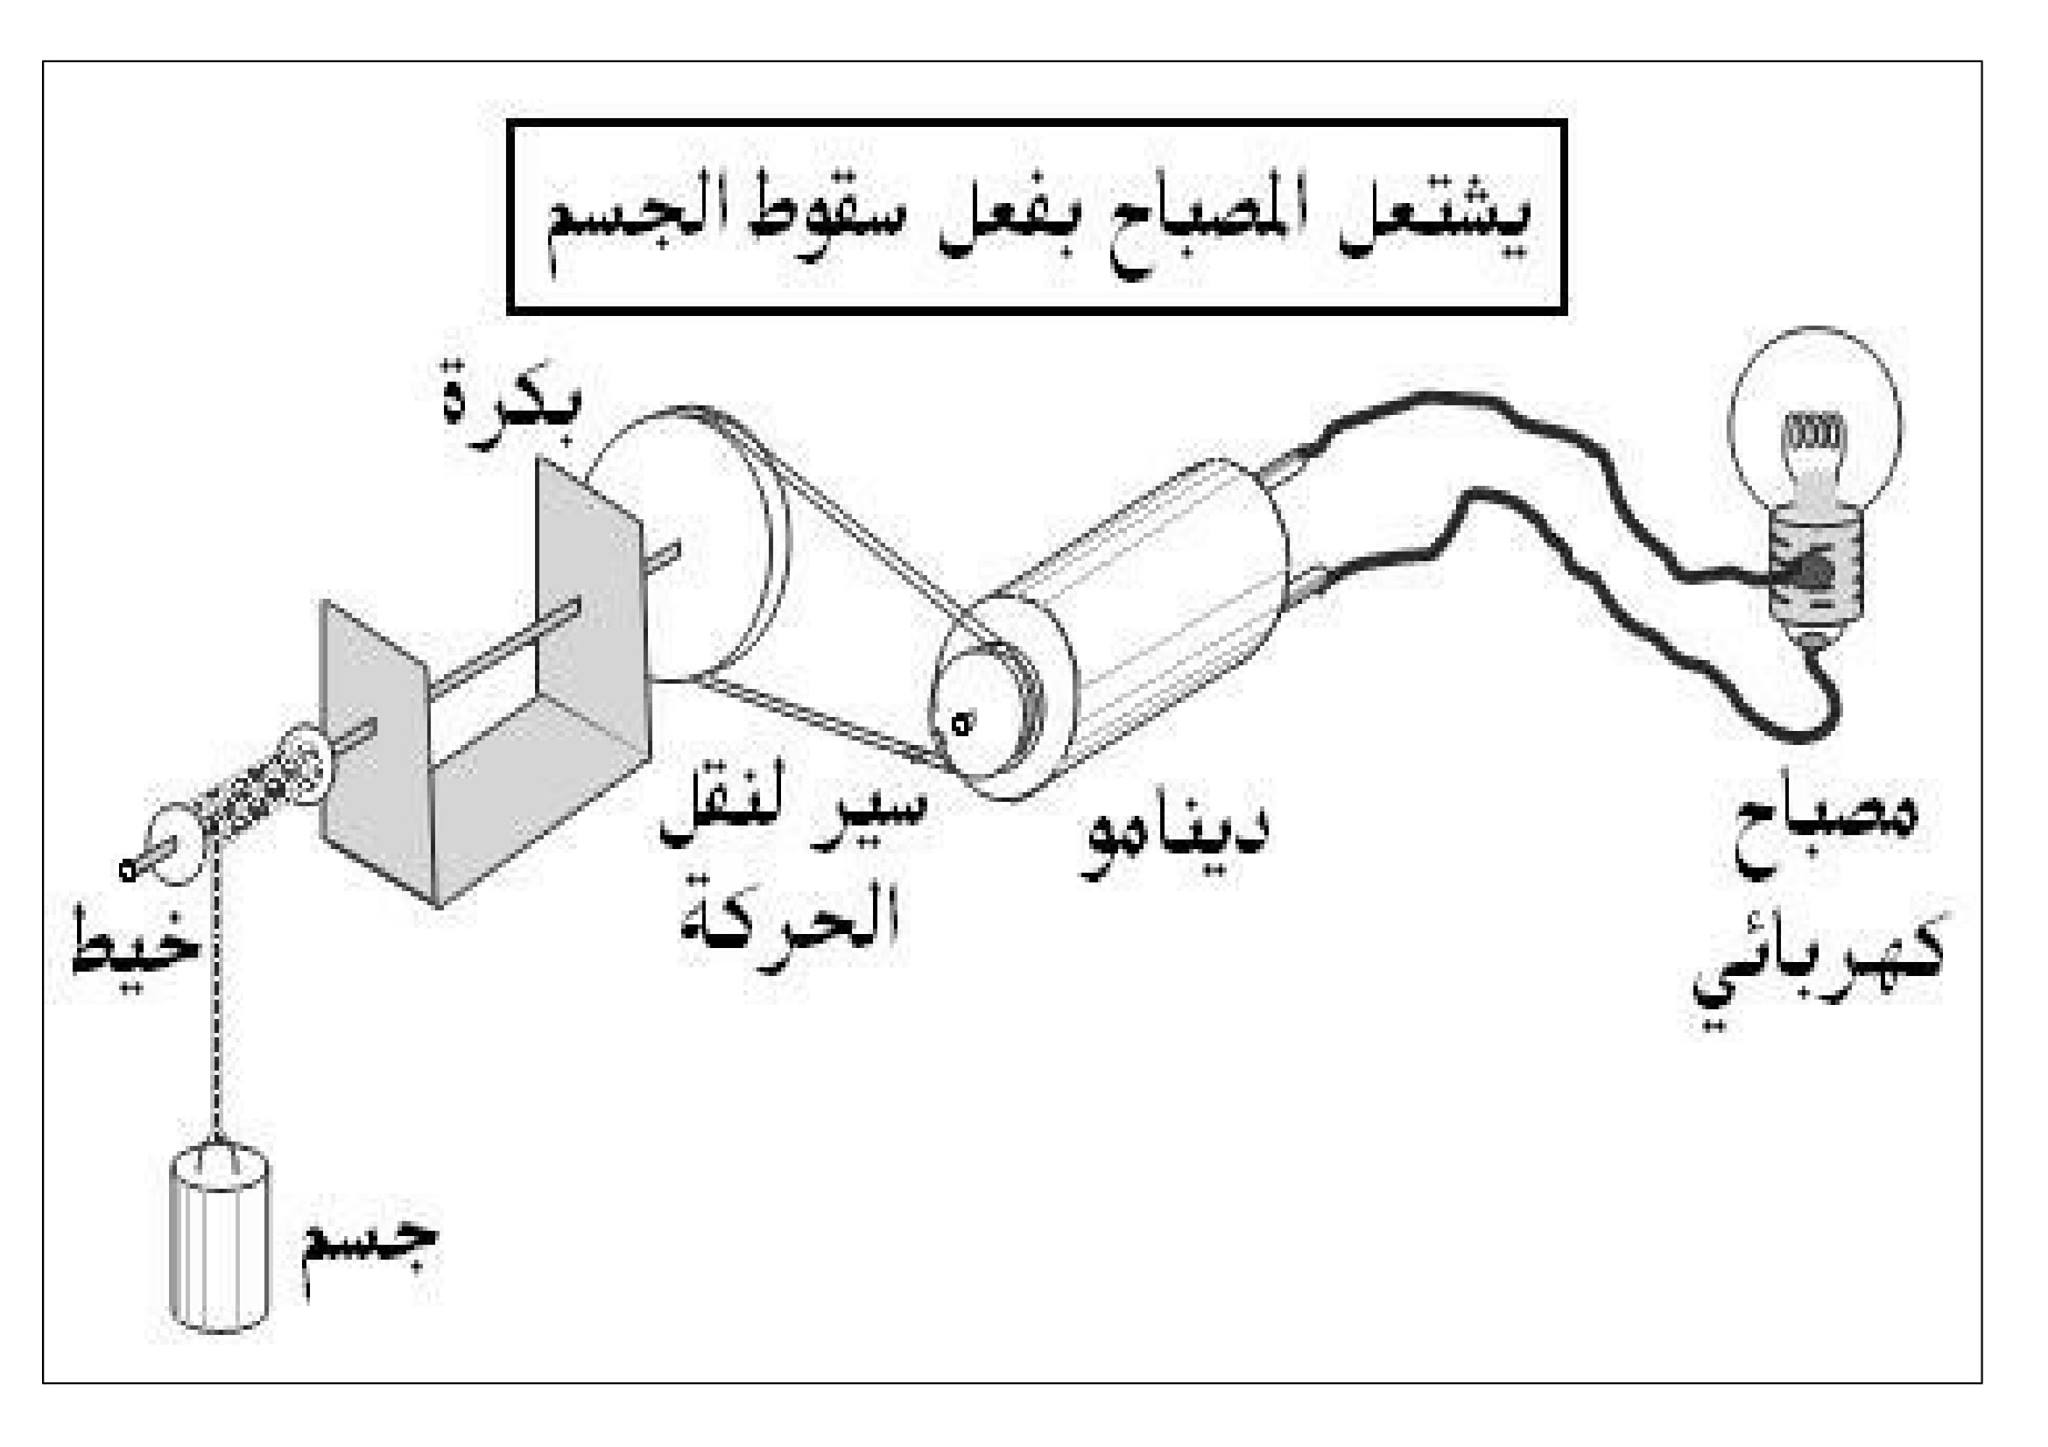 يشتعل المصباح بفعل سقوط الجسم
بكرة
سير لنقل
الحركة
دينامو
مصباح
كهربائي
خيط
جسم